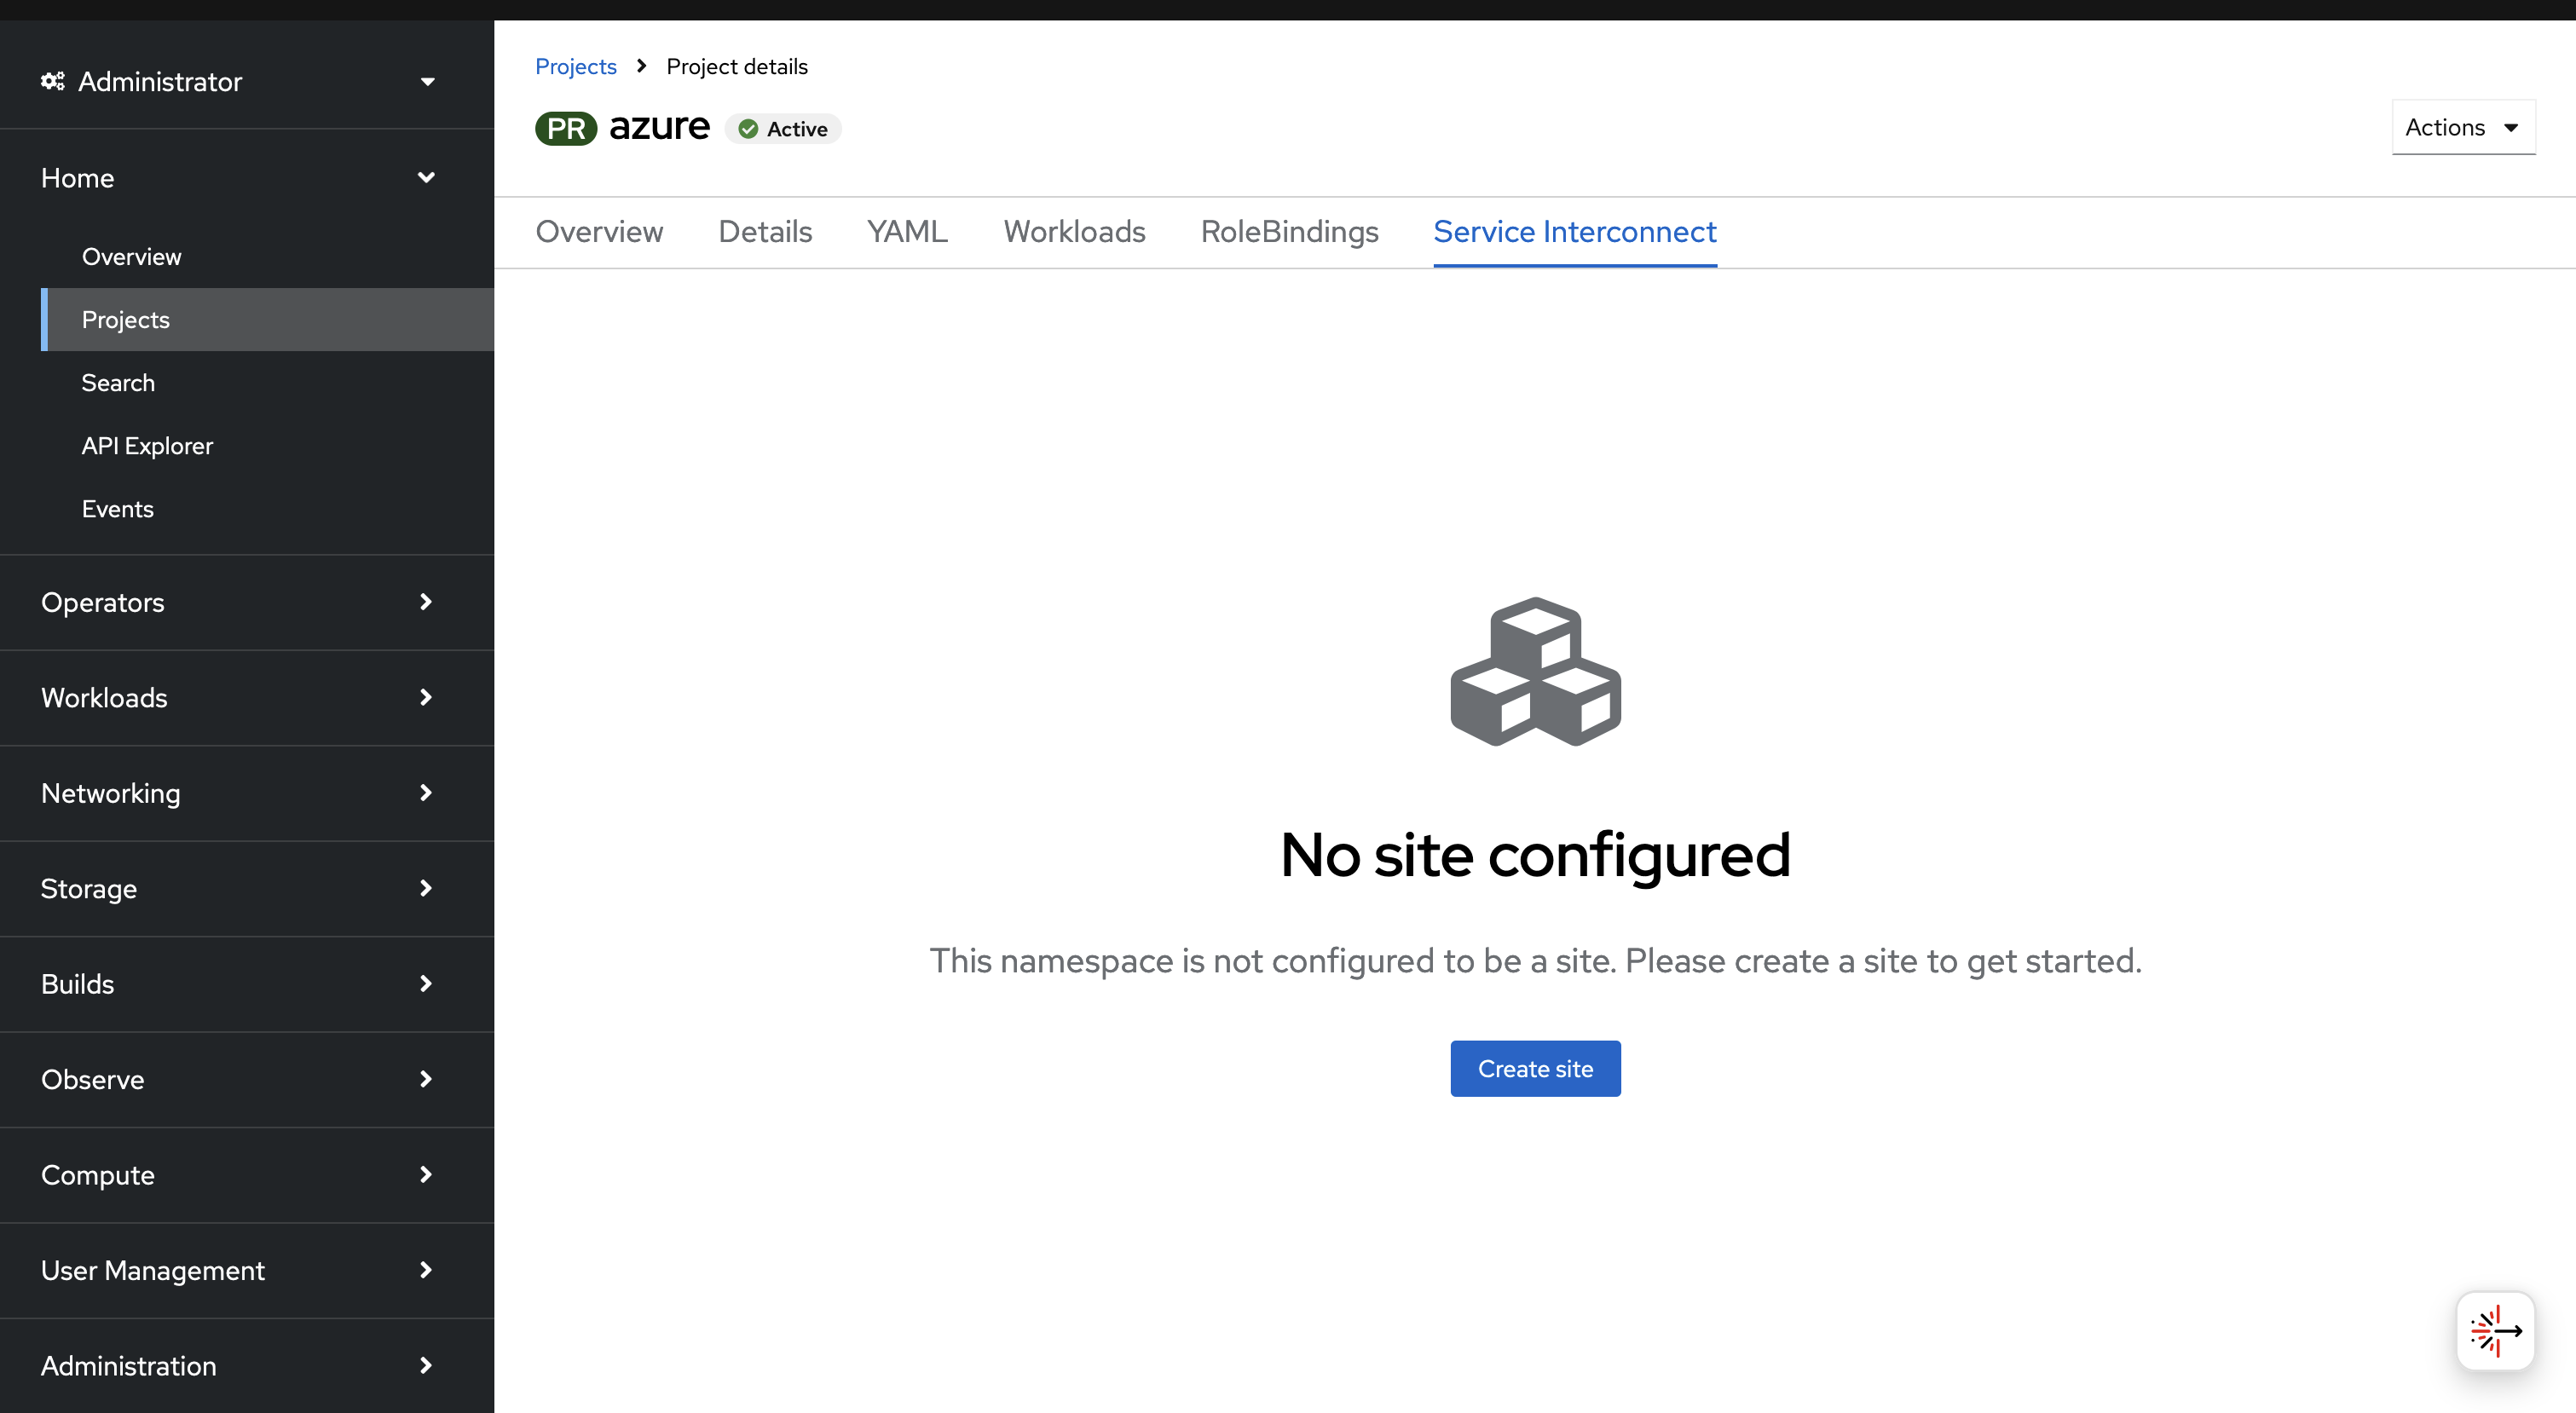 Administrator
Home
Overview
Projects
Search
API Explorer
Events
Operators
Workloads
Networking
Storage
Builds
Observe
Compute
User Management
Administration
Projects Project details
PR azure Active
Actions
Overview Details YAML Workloads RoleBindings Service Interconnect
No site configured
This namespace is not configured to be a site. Please create a site to get started.
Create site